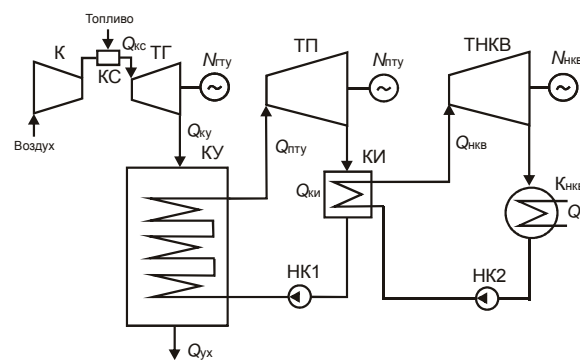 Топливо
К
Qкс
ТГ
КС
Nгту
Воздух
Qку
КУ
ТП
Nпту
Qпту
КИ
Qки
ТНКВ
Nнкв
Qнкв
Кнкв
Q
НК1
НК2
Qух